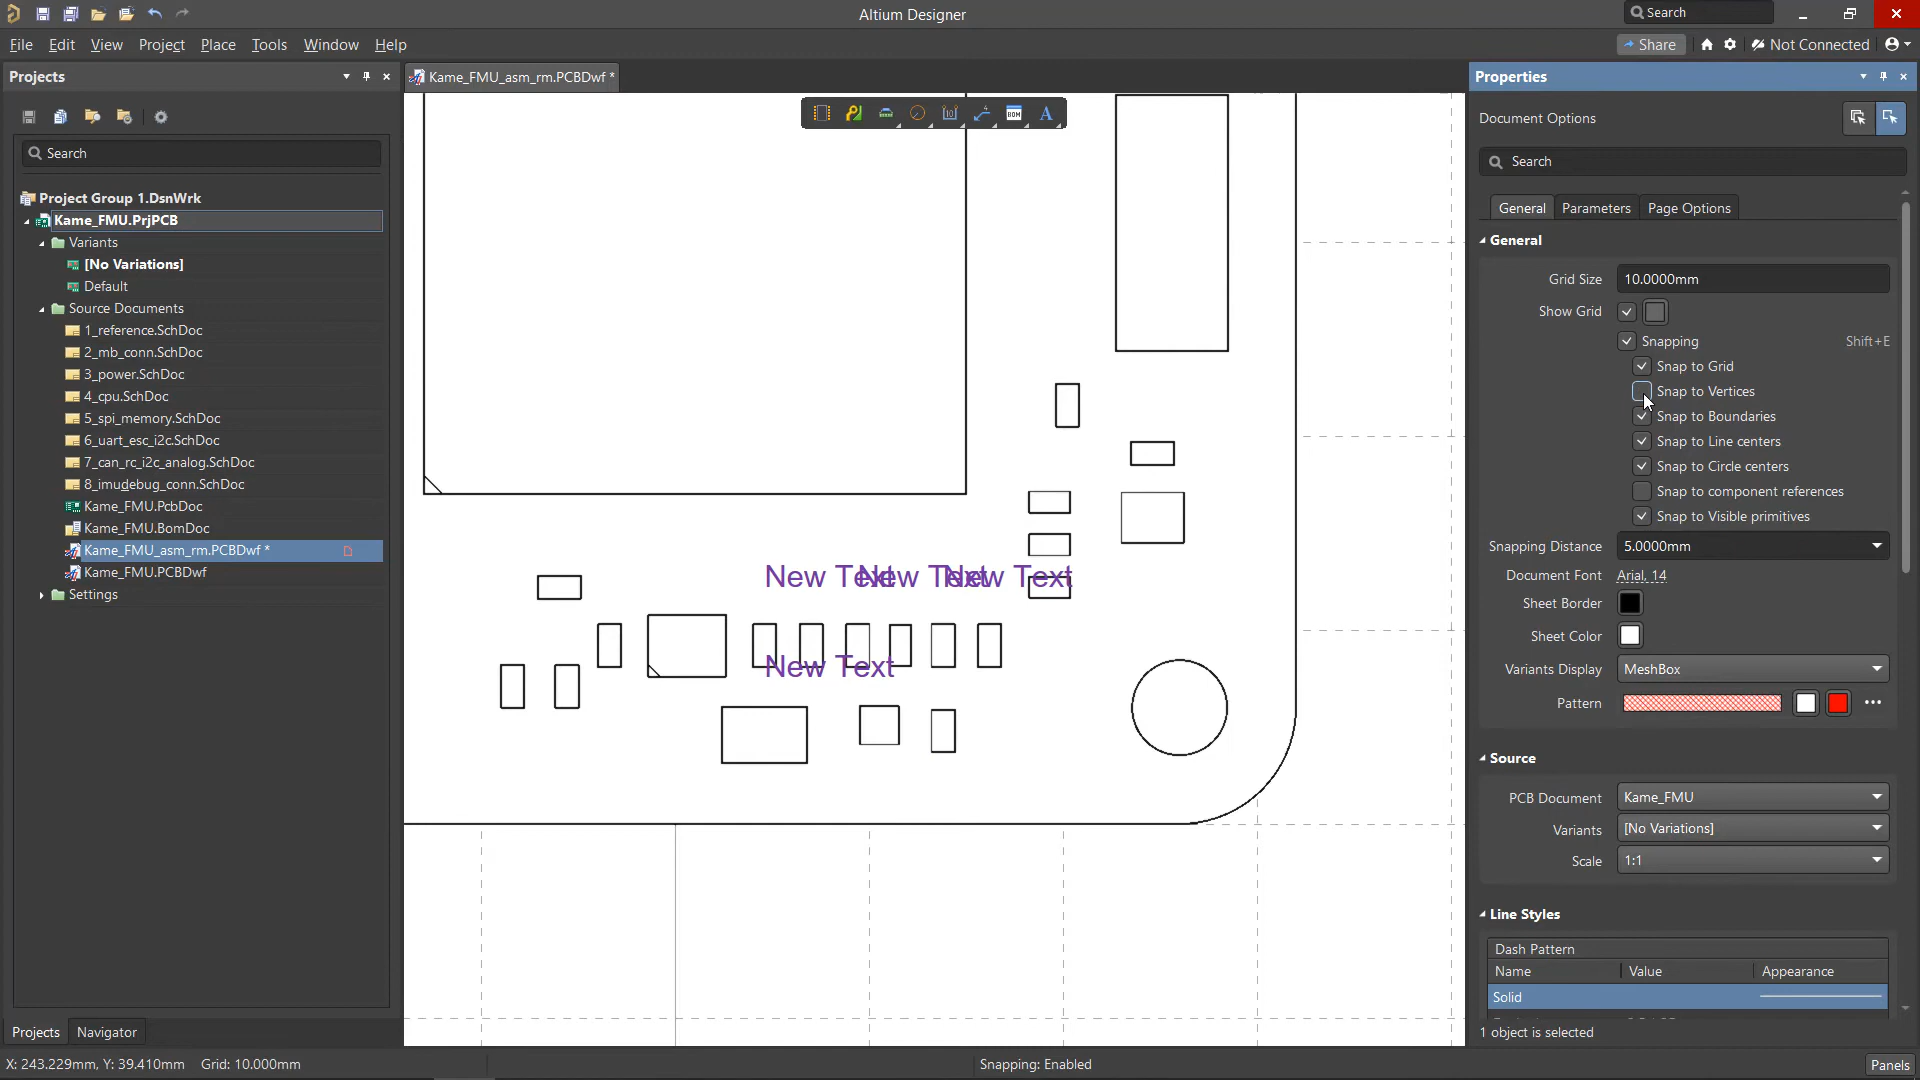 Altium Designer
Search
File Edit View Project Place Tools Window Help
Share
Not Connected
Projects
Kame_FMU_asm_rm.PCBDwf *
Properties
Document Options
Search
Search
General Parameters Page Options
Project Group 1.DsnWrk
Kame_FMU.PrjPCB
Variants
[No Variations]
Default
Source Documents
1_reference.SchDoc
2_mb_conn.SchDoc
3_power.SchDoc
4_cpu.SchDoc
5_spi_memory.SchDoc
6_uart_esc_i2c.SchDoc
7_can_rc_i2c_analog.SchDoc
8_imudebug_conn.SchDoc
Kame_FMU.PcbDoc
Kame_FMU.BomDoc
Kame_FMU_asm_rm.PCBDwf *
Kame_FMU.PCBDwf
Settings
10
4
BOM
A
New Text
New Text
New Text
New Text
General
Grid Size 10.0000mm
Show Grid
Snapping Shift+E
Snap to Grid
Snap to Vertices
Snap to Boundaries
Snap to Line centers
Snap to Circle centers
Snap to component references
Snap to Visible primitives
Snapping Distance 5.0000mm
Document Font Arial, 14
Sheet Border
Sheet Color
Variants Display MeshBox
Pattern
Source
PCB Document Kame_FMU
Variants [No Variations]
Scale 1:1
Line Styles
Dash Pattern
Name Value Appearance
Solid
1 object is selected
Projects Navigator
X: 243.229mm, Y: 39.410mm Grid: 10.000mm
Snapping: Enabled
Panels